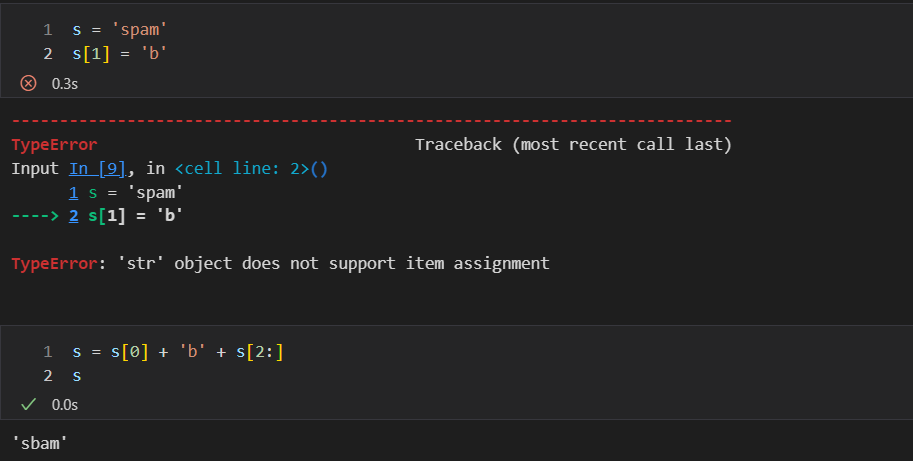 1 s = 'spam'
2 s[1] = 'b'
0.3s
---------------------------------------------------------------------------
TypeError                                 Traceback (most recent call last)
Input In [9], in <cell line: 2>()
      1 s = 'spam'
----> 2 s[1] = 'b'
TypeError: 'str' object does not support item assignment
1 s = s[0] + 'b' + s[2:]
2 s
0.0s
'sbam'